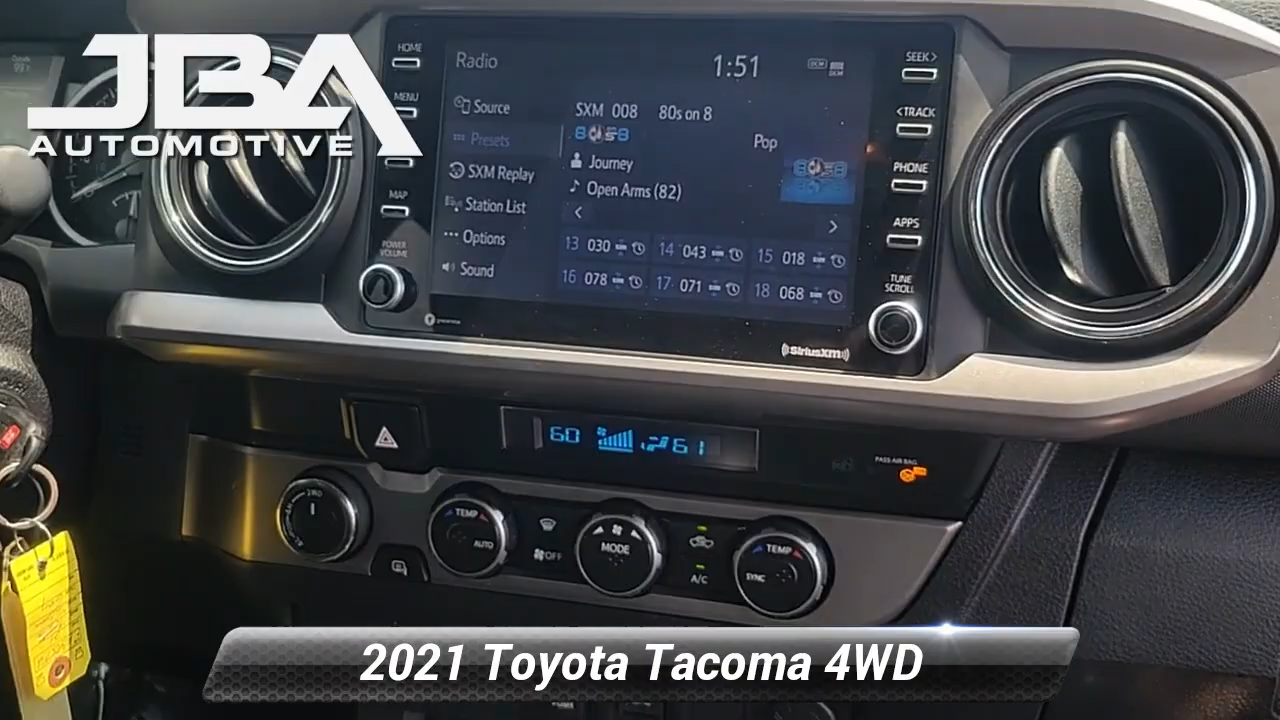 JBA
AUTOMOTIVE
HOME
MENU
MAP
POWER
VOLUME
Radio
1:51
Source
Presets
SXM Replay
Station List
Options
Sound
SXM 008 80s on 8
Pop
Journey
Open Arms (82)
13 030
14 043
15 018
16 078
17 071
18 068
SEEK >
< TRACK
PHONE
APPS
TUNE
SCROLL
((SiriusXM))
60
61
PASS AIR BAG
2WD
TEMP
AUTO
OFF
MODE
A/C
TEMP
SYNC
2021 Toyota Tacoma 4WD